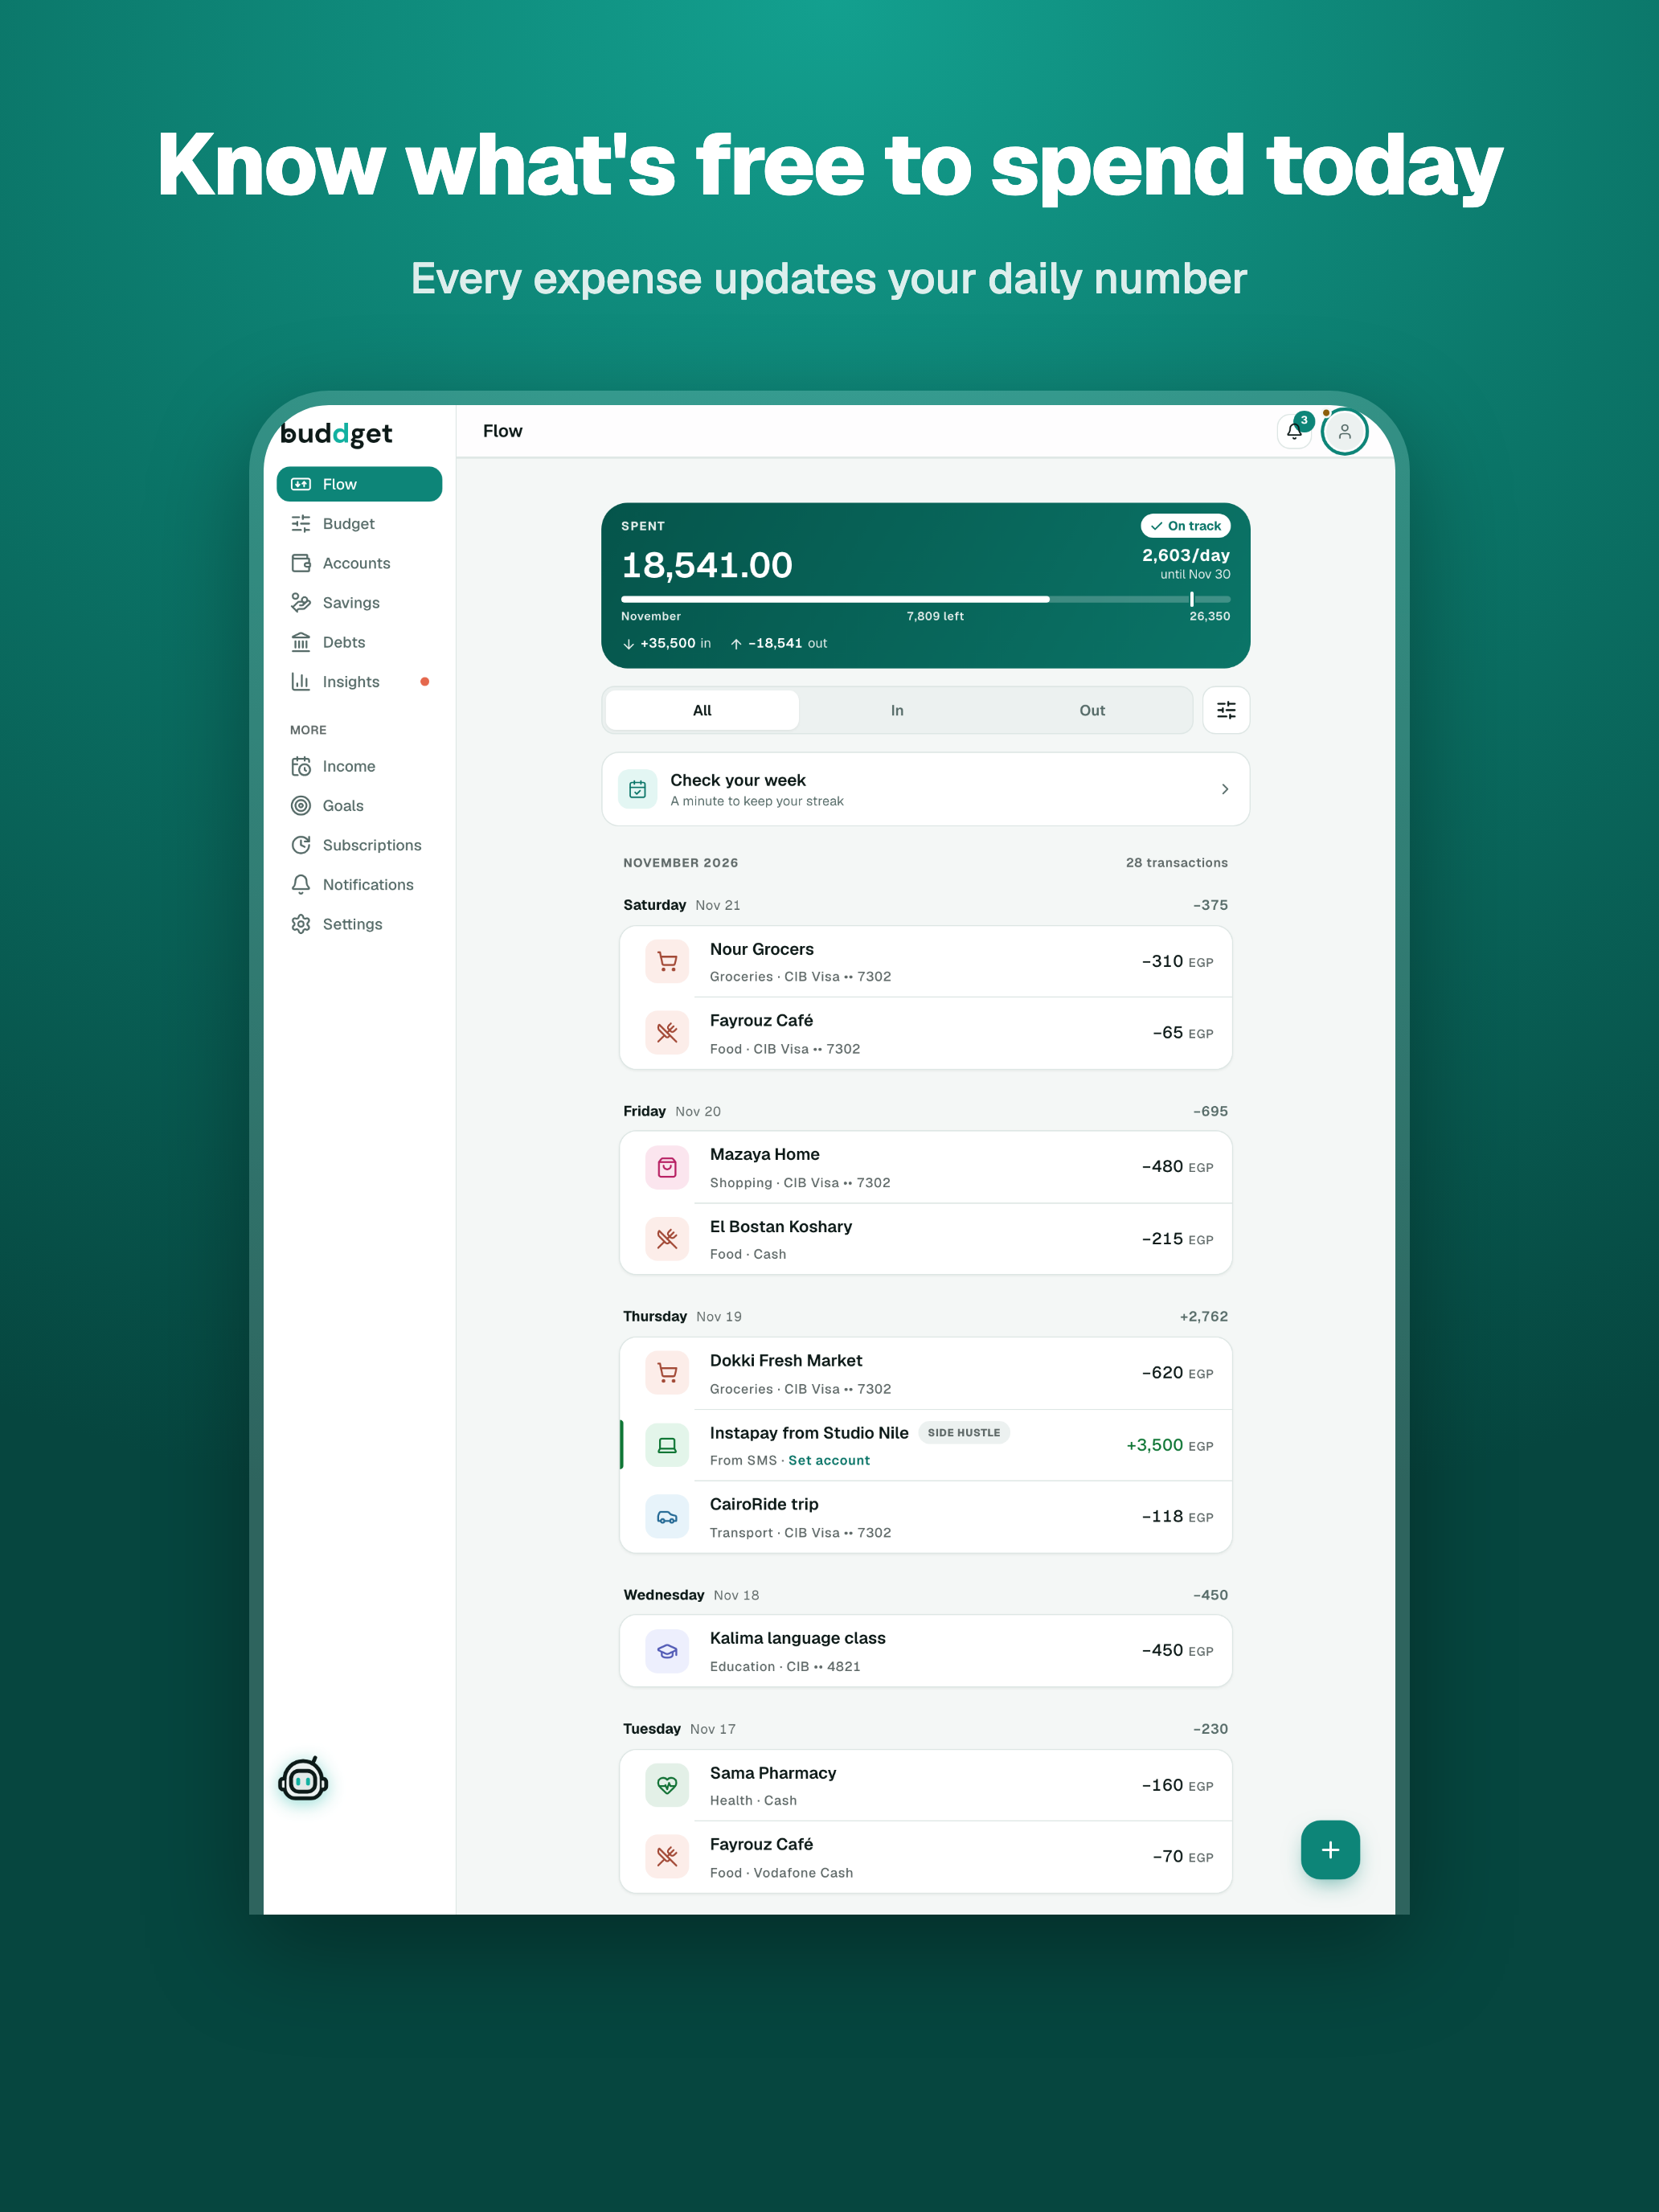 Know what's free to spend today
Every expense updates your daily number
buddget
Flow
Budget
Accounts
Savings
Debts
Insights
MORE
Income
Goals
Subscriptions
Notifications
Settings
Flow
3
SPENT
On track
18,541.00
2,603/day
until Nov 30
November
7,809 left
26,350
+35,500 in
−18,541 out
All
In
Out
Check your week
A minute to keep your streak
NOVEMBER 2026
28 transactions
Saturday Nov 21
−375
Nour Grocers
Groceries · CIB Visa •• 7302
−310 EGP
Fayrouz Café
Food · CIB Visa •• 7302
−65 EGP
Friday Nov 20
−695
Mazaya Home
Shopping · CIB Visa •• 7302
−480 EGP
El Bostan Koshary
Food · Cash
−215 EGP
Thursday Nov 19
+2,762
Dokki Fresh Market
Groceries · CIB Visa •• 7302
−620 EGP
Instapay from Studio Nile SIDE HUSTLE
From SMS · Set account
+3,500 EGP
CairoRide trip
Transport · CIB Visa •• 7302
−118 EGP
Wednesday Nov 18
−450
Kalima language class
Education · CIB •• 4821
−450 EGP
Tuesday Nov 17
−230
Sama Pharmacy
Health · Cash
−160 EGP
Fayrouz Café
Food · Vodafone Cash
−70 EGP